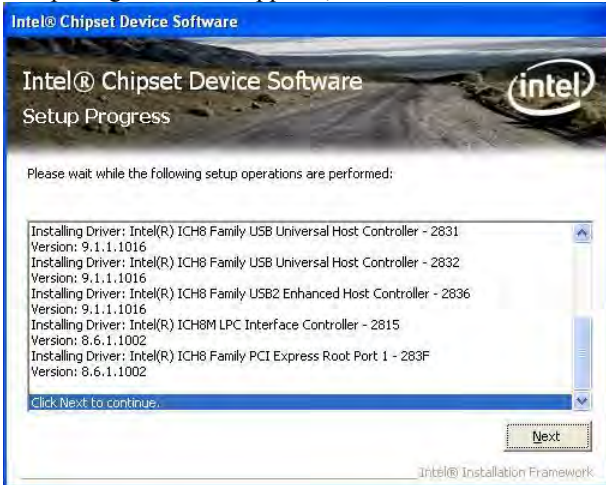 Intel® Chipset Device Software
Intel® Chipset Device Software
intel
Setup Progress
Please wait while the following setup operations are performed:
Installing Driver: Intel(R) ICH8 Family USB Universal Host Controller - 2831
Version: 9.1.1.1016
Installing Driver: Intel(R) ICH8 Family USB Universal Host Controller - 2832
Version: 9.1.1.1016
Installing Driver: Intel(R) ICH8 Family USB2 Enhanced Host Controller - 2836
Version: 9.1.1.1016
Installing Driver: Intel(R) ICH8M LPC Interface Controller - 2815
Version: 8.6.1.1002
Installing Driver: Intel(R) ICH8 Family PCI Express Root Port 1 - 283F
Version: 8.6.1.1002
Click Next to continue.
Next
Intel® Installation Framework